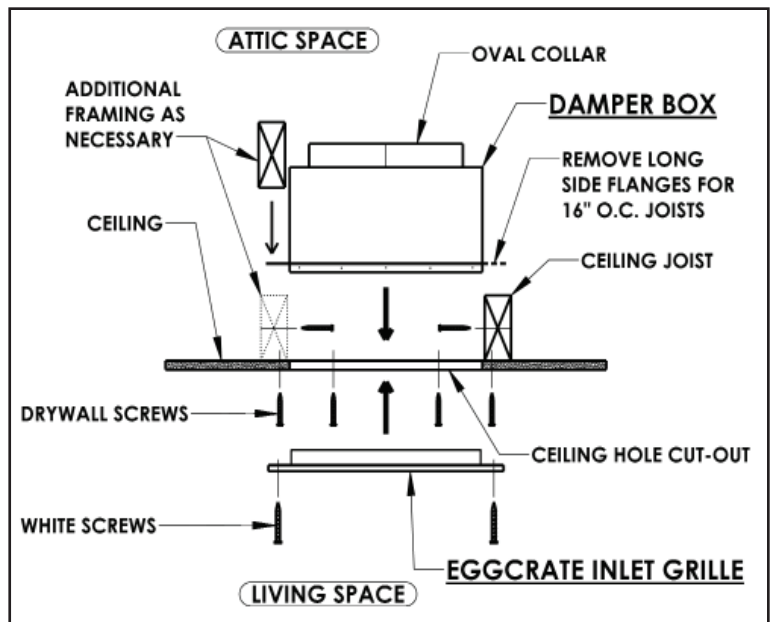 ATTIC SPACE
OVAL COLLAR
ADDITIONAL
FRAMING AS
NECESSARY
DAMPER BOX
REMOVE LONG
SIDE FLANGES FOR
16" O.C. JOISTS
CEILING
CEILING JOIST
DRYWALL SCREWS
CEILING HOLE CUT-OUT
WHITE SCREWS
EGGCRATE INLET GRILLE
LIVING SPACE